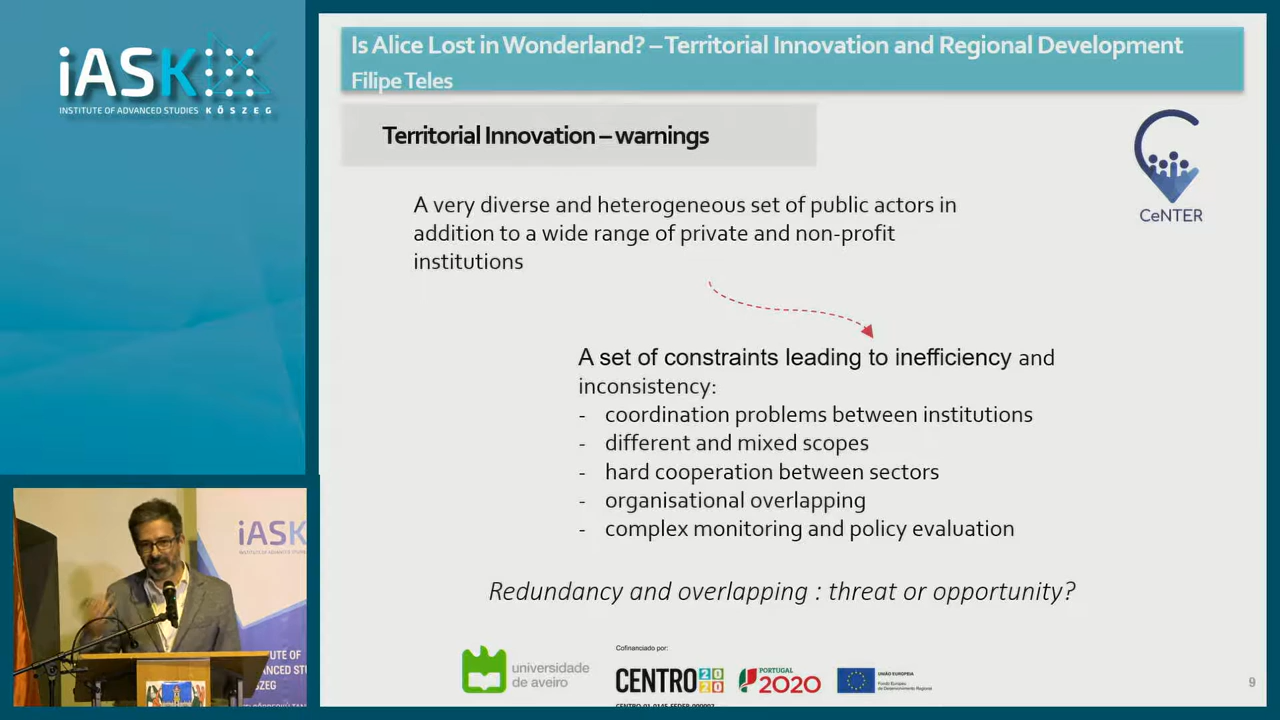 iASK
INSTITUTE OF ADVANCED STUDIES KŐSZEG
Is Alice Lost in Wonderland? – Territorial Innovation and Regional Development
Filipe Teles
Territorial Innovation – warnings
CeNTER
A very diverse and heterogeneous set of public actors in
addition to a wide range of private and non-profit
institutions
A set of constraints leading to inefficiency and
inconsistency:
- coordination problems between institutions
- different and mixed scopes
- hard cooperation between sectors
- organisational overlapping
- complex monitoring and policy evaluation
Redundancy and overlapping : threat or opportunity?
universidade
de aveiro
Cofinanciado por:
CENTRO 2020
PORTUGAL
2020
UNIÃO EUROPEIA
Fundo Europeu
de Desenvolvimento Regional
9
iASK